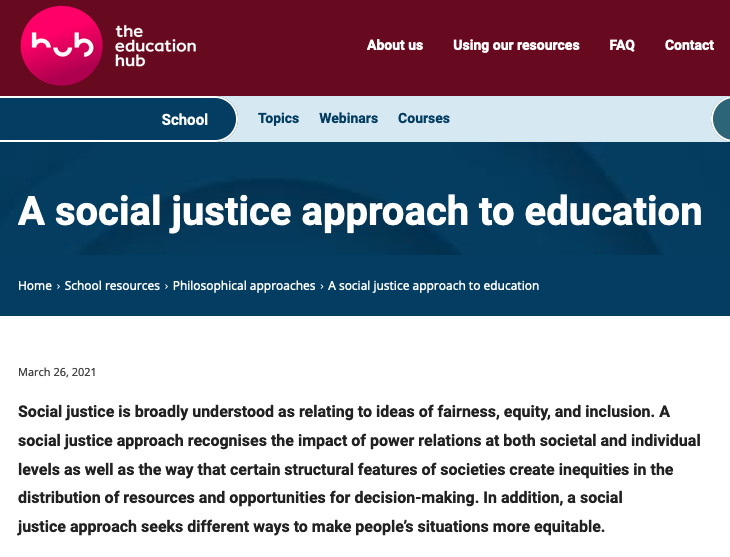 hub
the
education
hub
About us
Using our resources
FAQ
Contact
School
Topics
Webinars
Courses
A social justice approach to education
Home › School resources › Philosophical approaches › A social justice approach to education
March 26, 2021
Social justice is broadly understood as relating to ideas of fairness, equity, and inclusion. A
social justice approach recognises the impact of power relations at both societal and individual
levels as well as the way that certain structural features of societies create inequities in the
distribution of resources and opportunities for decision-making. In addition, a social
justice approach seeks different ways to make people’s situations more equitable.